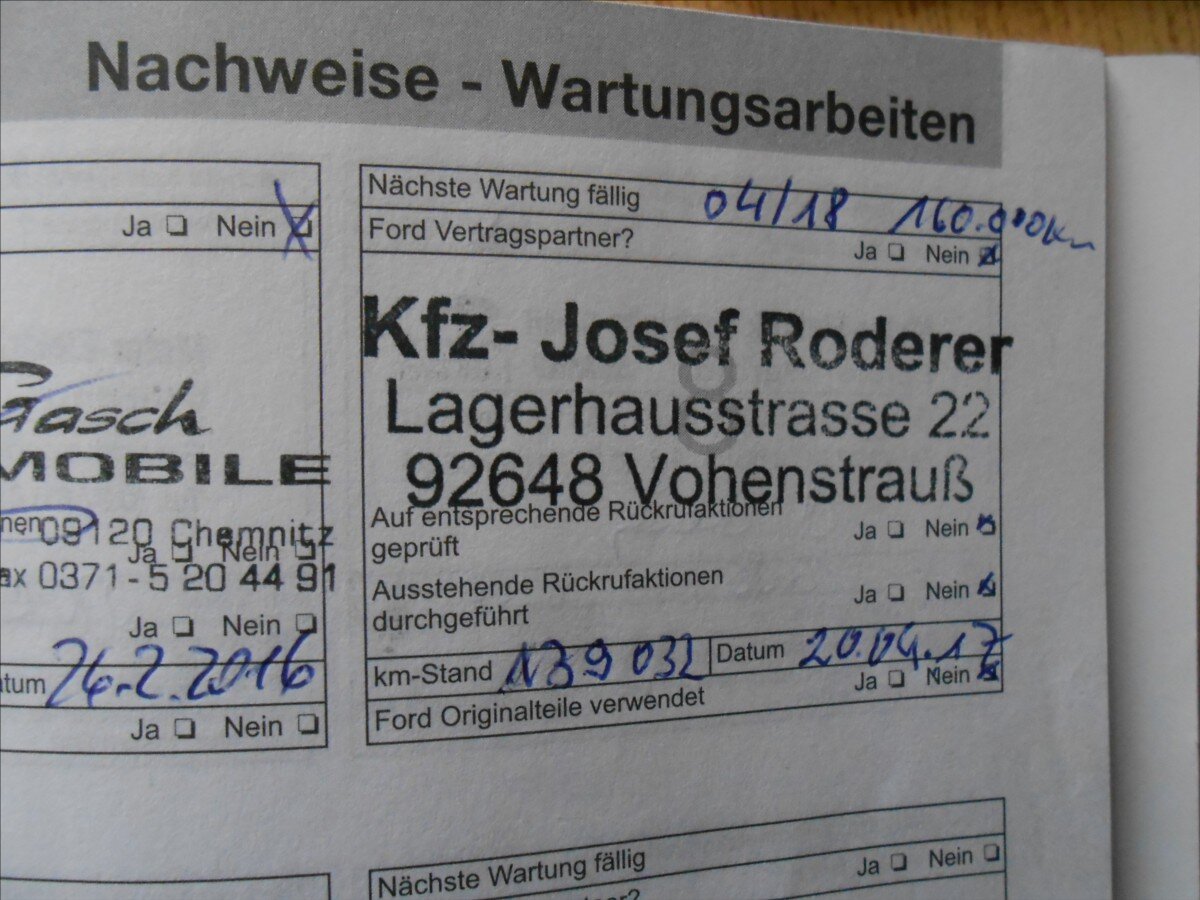 Nachweise - Wartungsarbeiten
Ja ❑ Nein ❑
Gasch
MOBILE
nen 09120 Chemnitz
Ja ❑ Nein ❑
ax 0371 - 5 20 44 91
Ja ❑ Nein ❑
tum 26.2.2016
Ja ❑ Nein ❑
Nächste Wartung fällig 04/18 160.000km
Ford Vertragspartner? Ja ❑ Nein ❑
Kfz- Josef Roderer
Lagerhausstrasse 22
92648 Vohenstrauß
Auf entsprechende Rückrufaktionen
geprüft Ja ❑ Nein ❑
Ausstehende Rückrufaktionen
durchgeführt Ja ❑ Nein ❑
km-Stand 139 032 Datum 20.04.17
Ford Originalteile verwendet Ja ❑ Nein ❑
Nächste Wartung fällig
Ja ❑ Nein ❑